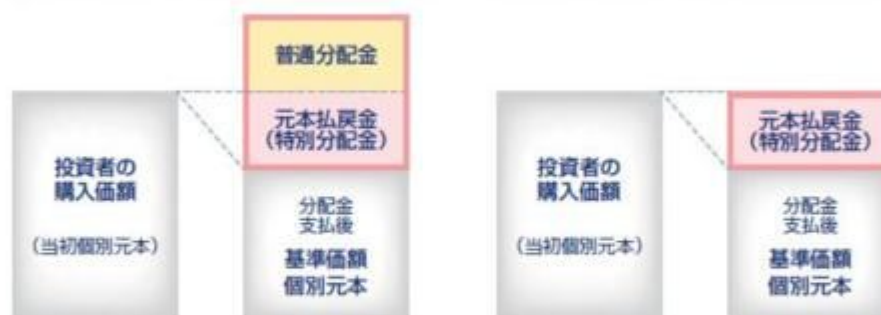 普通分配金
元本払戻金
(特別分配金)
投資者の
購入価額
(当初個別元本)
分配金
支払後
基準価額
個別元本
元本払戻金
(特別分配金)
投資者の
購入価額
(当初個別元本)
分配金
支払後
基準価額
個別元本